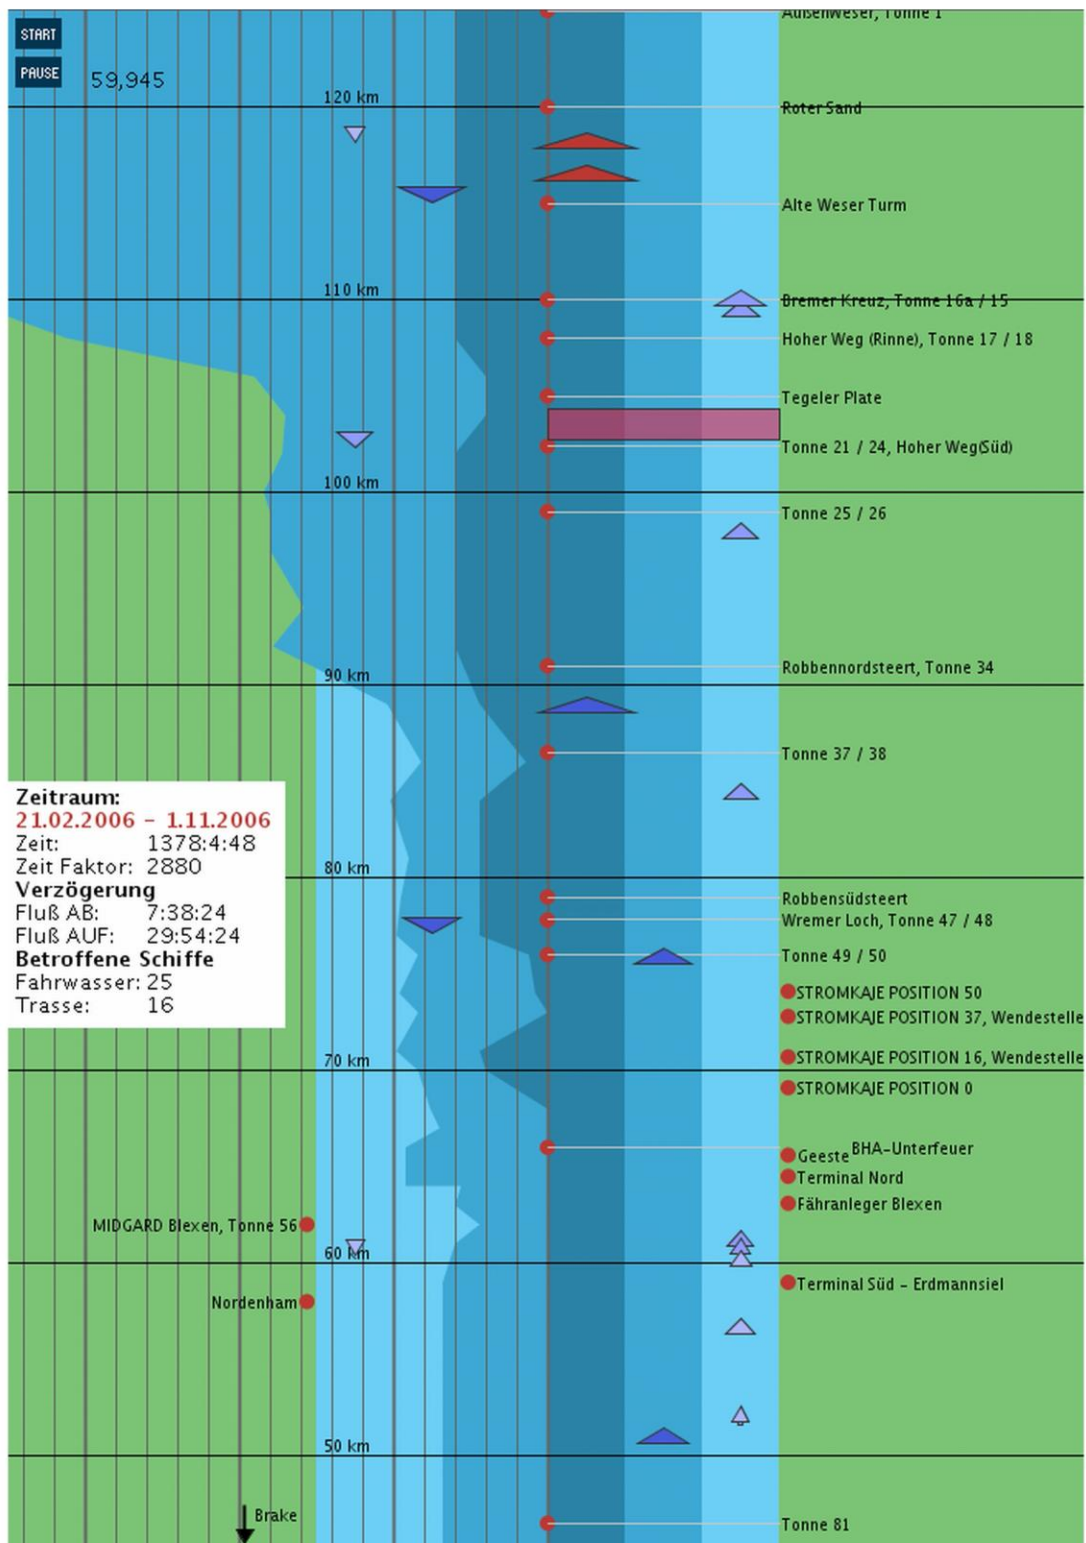 Außenweser, Tonne 1
START
PAUSE
59,945
120 km
Roter Sand
Alte Weser Turm
110 km
Bremer Kreuz, Tonne 16a / 15
Hoher Weg (Rinne), Tonne 17 / 18
Tegeler Plate
Tonne 21 / 24, Hoher Weg(Süd)
100 km
Tonne 25 / 26
Robbennordsteert, Tonne 34
90 km
Tonne 37 / 38
Zeitraum:
21.02.2006 - 1.11.2006
Zeit: 1378:4:48
Zeit Faktor: 2880
Verzögerung
Fluß AB: 7:38:24
Fluß AUF: 29:54:24
Betroffene Schiffe
Fahrwasser: 25
Trasse: 16
80 km
Robbensüdsteert
Wremer Loch, Tonne 47 / 48
Tonne 49 / 50
STROMKAJE POSITION 50
STROMKAJE POSITION 37, Wendestelle
STROMKAJE POSITION 16, Wendestelle
70 km
STROMKAJE POSITION 0
BHA-Unterfeuer
Geeste
Terminal Nord
Fähranleger Blexen
MIDGARD Blexen, Tonne 56
60 km
Terminal Süd - Erdmannsiel
Nordenham
50 km
Brake
Tonne 81